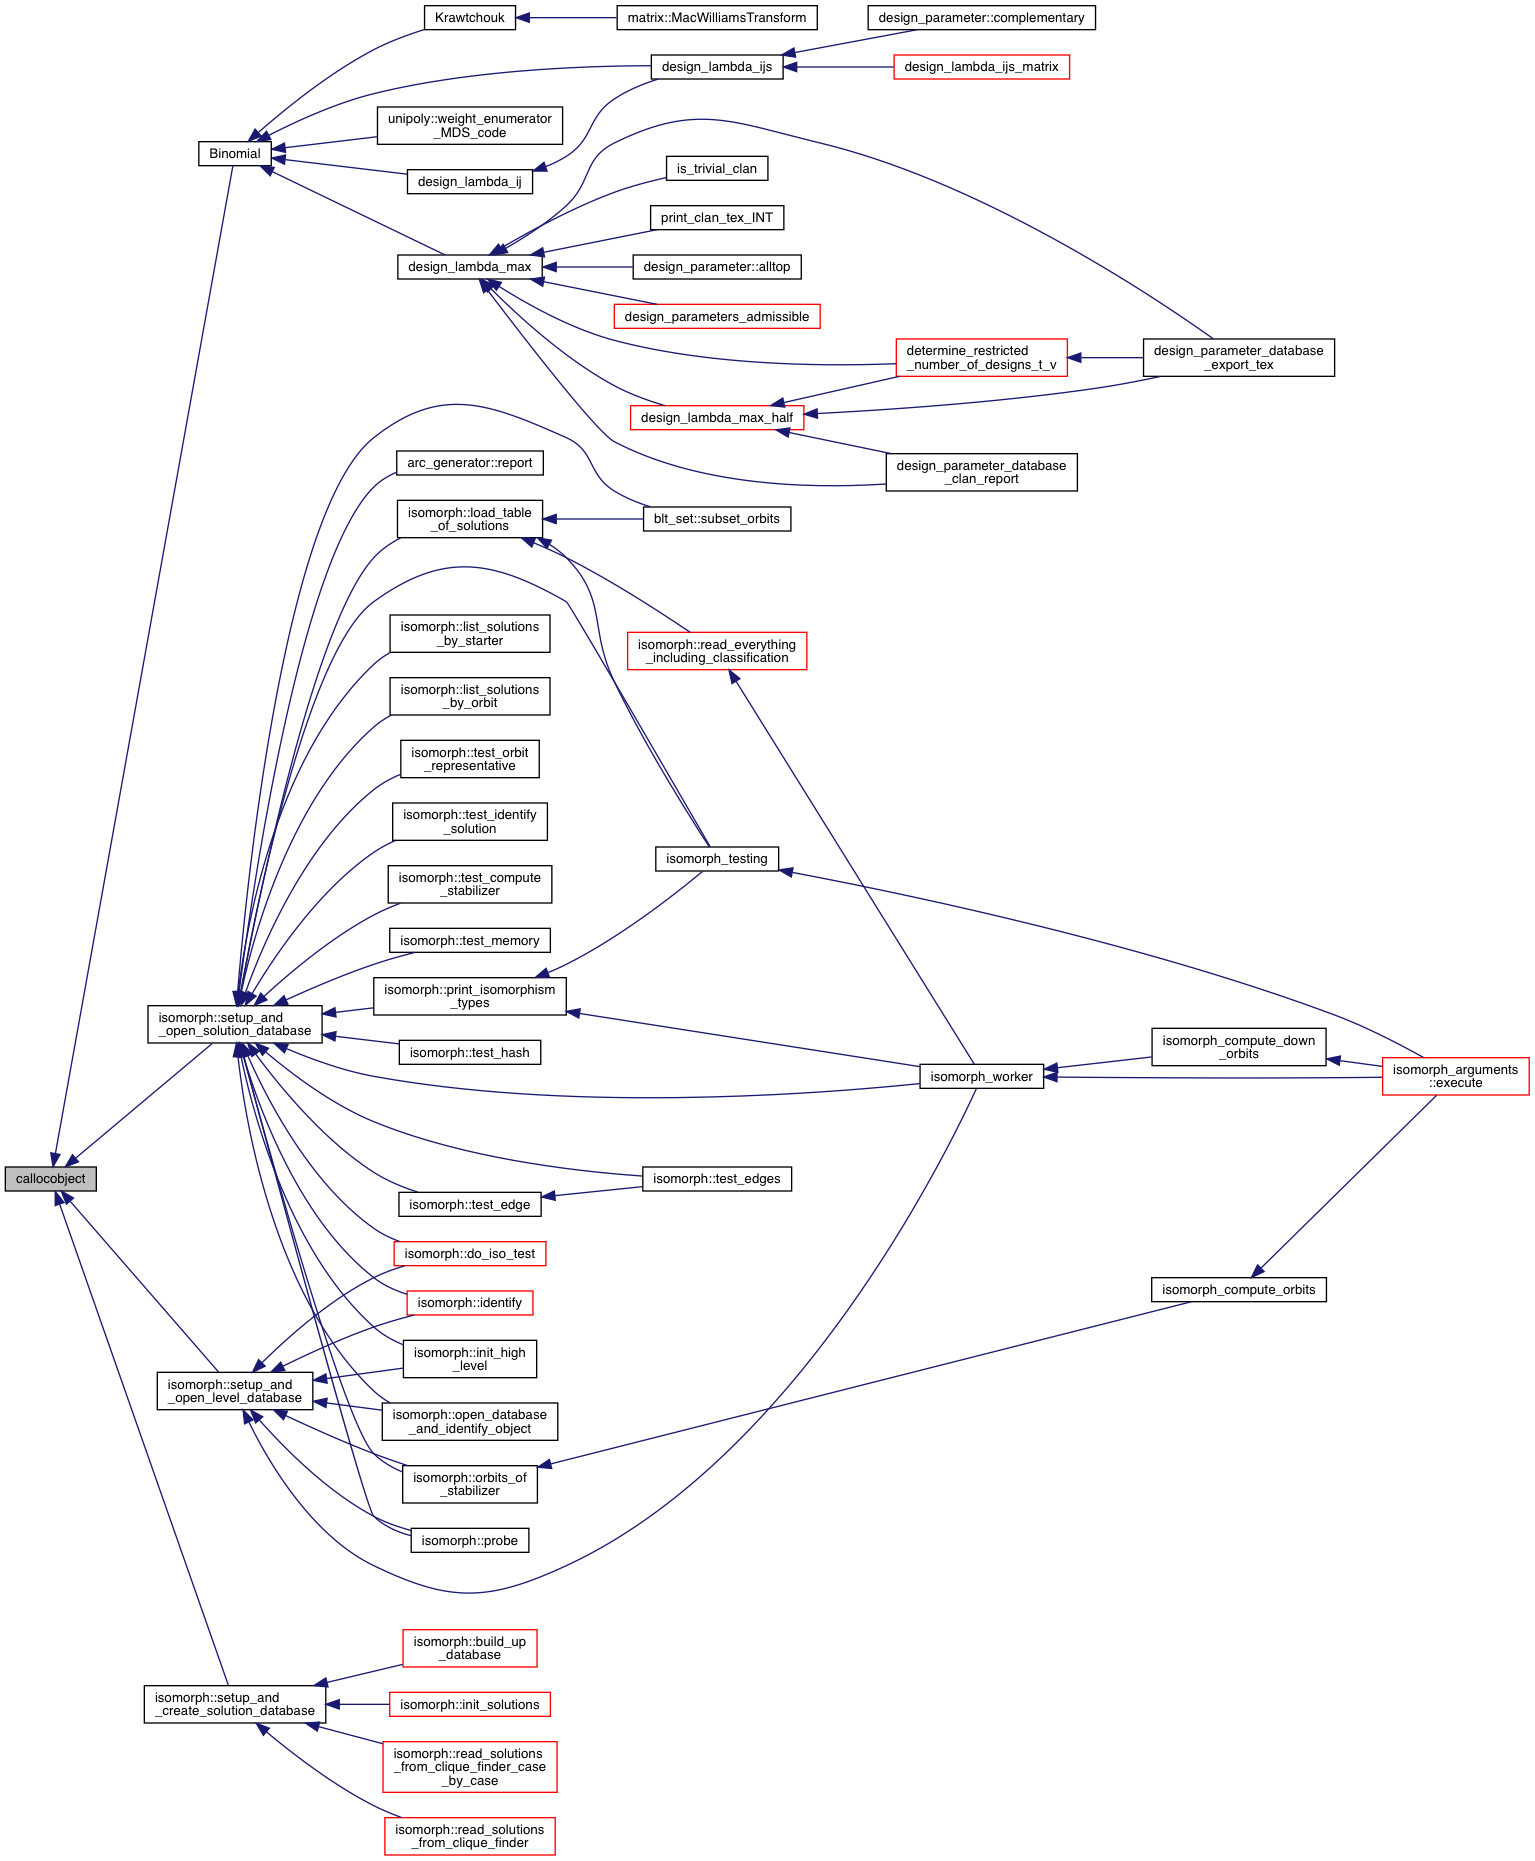 Krawtchouk
matrix::MacWilliamsTransform
design_parameter::complementary
design_lambda_ijs
design_lambda_ijs_matrix
unipoly::weight_enumerator
_MDS_code
Binomial
design_lambda_ij
is_trivial_clan
print_clan_tex_INT
design_lambda_max
design_parameter::alltop
design_parameters_admissible
determine_restricted
_number_of_designs_t_v
design_parameter_database
_export_tex
design_lambda_max_half
arc_generator::report
design_parameter_database
_clan_report
isomorph::load_table
_of_solutions
blt_set::subset_orbits
isomorph::list_solutions
_by_starter
isomorph::read_everything
_including_classification
isomorph::list_solutions
_by_orbit
isomorph::test_orbit
_representative
isomorph::test_identify
_solution
isomorph_testing
isomorph::test_compute
_stabilizer
isomorph::test_memory
isomorph::print_isomorphism
_types
isomorph::setup_and
_open_solution_database
isomorph::test_hash
isomorph_worker
isomorph_compute_down
_orbits
isomorph_arguments
::execute
callocobject
isomorph::test_edges
isomorph::test_edge
isomorph::do_iso_test
isomorph::identify
isomorph_compute_orbits
isomorph::init_high
_level
isomorph::setup_and
_open_level_database
isomorph::open_database
_and_identify_object
isomorph::orbits_of
_stabilizer
isomorph::probe
isomorph::build_up
_database
isomorph::setup_and
_create_solution_database
isomorph::init_solutions
isomorph::read_solutions
_from_clique_finder_case
_by_case
isomorph::read_solutions
_from_clique_finder